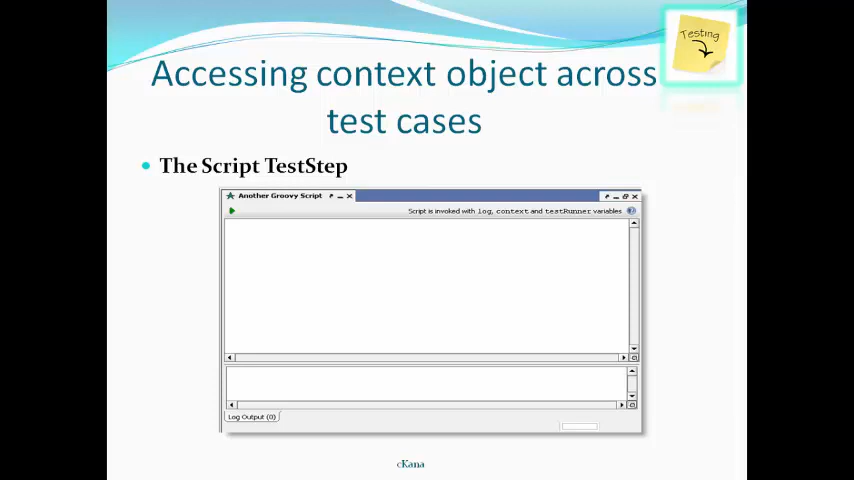 Testing
Accessing context object across
test cases
The Script TestStep
Another Groovy Script
Script is invoked with log, context and testRunner variables
Log Output (0)
cKana